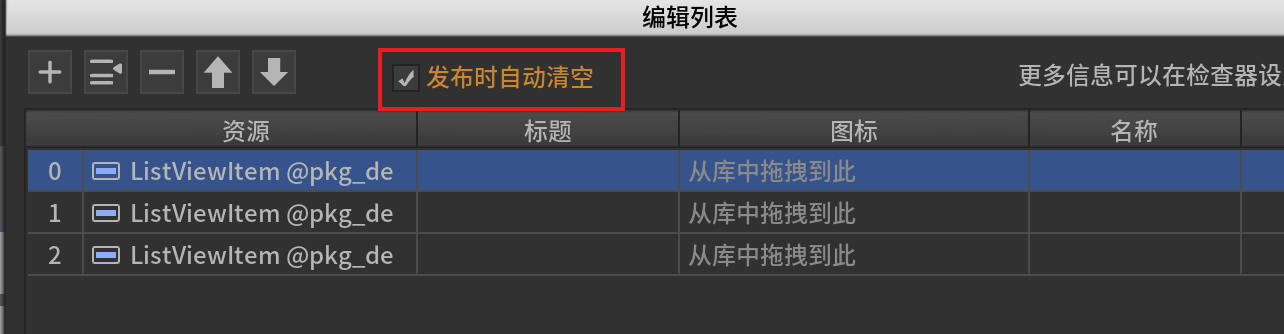 编辑列表
发布时自动清空 更多信息可以在检查器设
资源 标题 图标 名称
0 ListViewItem @pkg_de 从库中拖拽到此
1 ListViewItem @pkg_de 从库中拖拽到此
2 ListViewItem @pkg_de 从库中拖拽到此